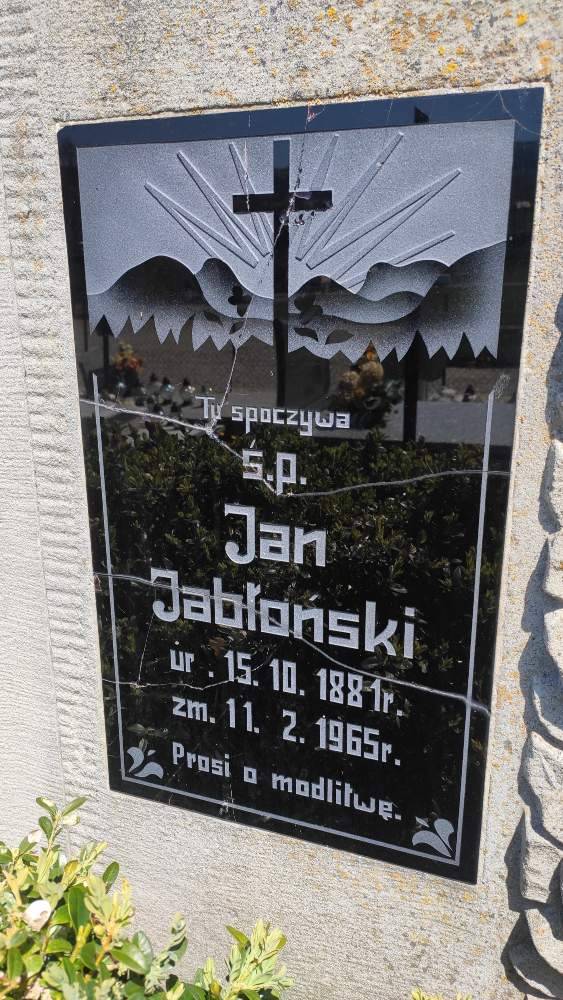 Tu spoczywa
ś.p.
Jan
Jabłoński
ur. 15. 10. 1881r.
zm. 11. 2. 1965r.
Prosi o modlitwę.